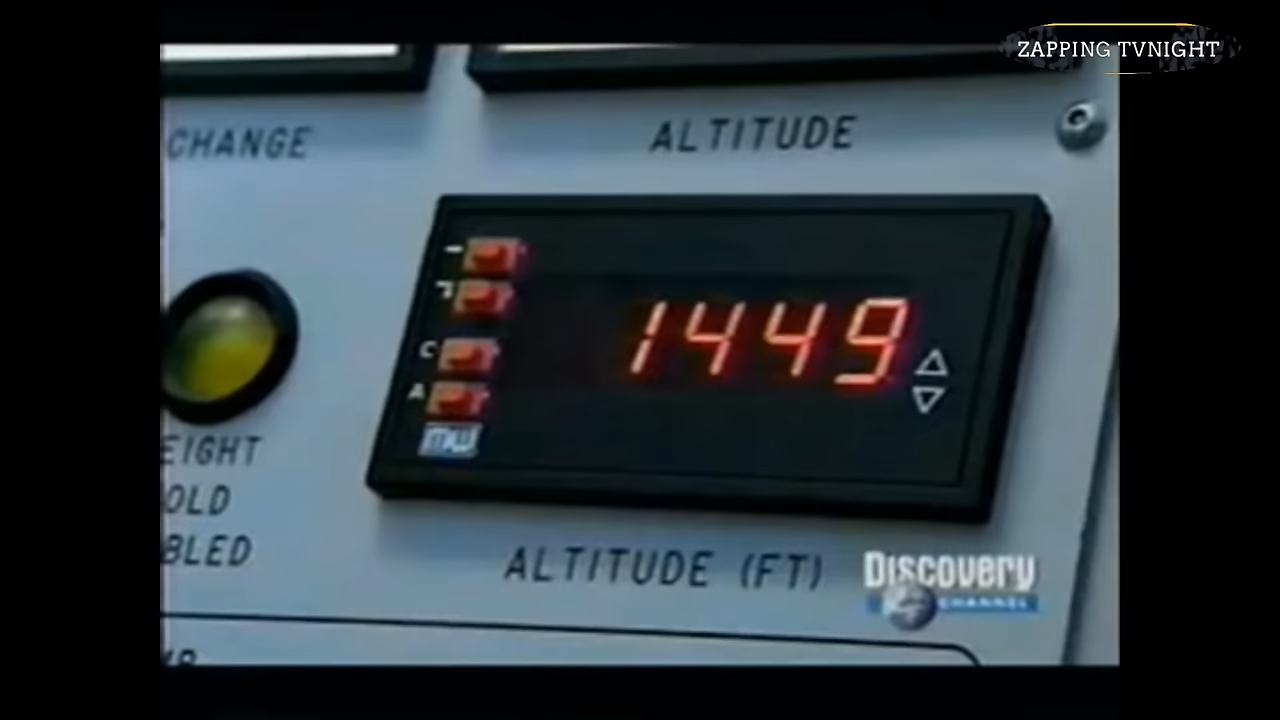 ZAPPING TVNIGHT
CHANGE
ALTITUDE
C
A
1449
EIGHT
OLD
BLED
ALTITUDE (FT)
Discovery
CHANNEL